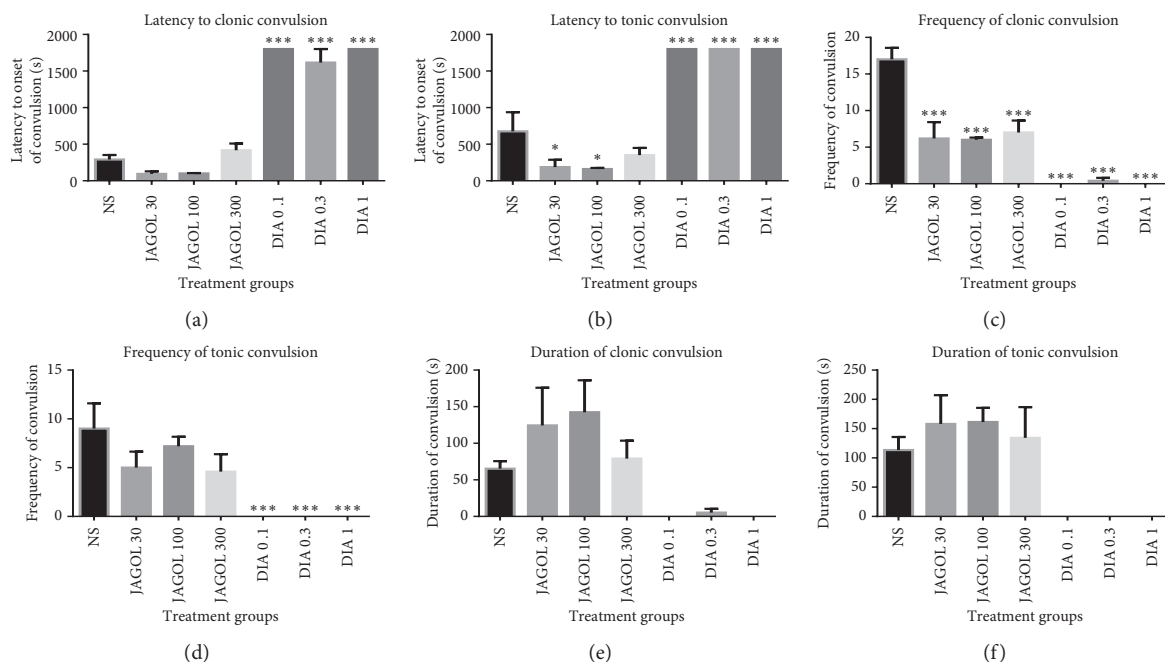 Latency to clonic convulsion
Latency to onset
of convulsion (s)
2000
1500
1000
500
0
*** *** ***
NS
JAGOL 30
JAGOL 100
JAGOL 300
DIA 0 .1
DIA 0.3
DIA 1
Treatment groups
(a)
Latency to tonic convulsion
Latency to onset
of convulsion (s)
2000
1500
1000
500
0
* * *** *** ***
NS
JAGOL 30
JAGOL 100
JAGOL 300
DIA 0 .1
DIA 0.3
DIA 1
Treatment groups
(b)
Frequency of clonic convulsion
Frequency of convulsion
20
15
10
5
0
*** *** *** *** *** ***
NS
JAGOL 30
JAGOL 100
JAGOL 300
DIA 0 .1
DIA 0.3
DIA 1
Treatment groups
(c)
Frequency of tonic convulsion
Frequency of convulsion
15
10
5
0
*** *** ***
NS
JAGOL 30
JAGOL 100
JAGOL 300
DIA 0 .1
DIA 0.3
DIA 1
Treatment groups
(d)
Duration of clonic convulsion
Duration of convulsion (s)
200
150
100
50
0
NS
JAGOL 30
JAGOL 100
JAGOL 300
DIA 0 .1
DIA 0.3
DIA 1
Treatment groups
(e)
Duration of tonic convulsion
Duration of convulsion (s)
250
200
150
100
50
0
NS
JAGOL 30
JAGOL 100
JAGOL 300
DIA 0 .1
DIA 0.3
DIA 1
Treatment groups
(f)